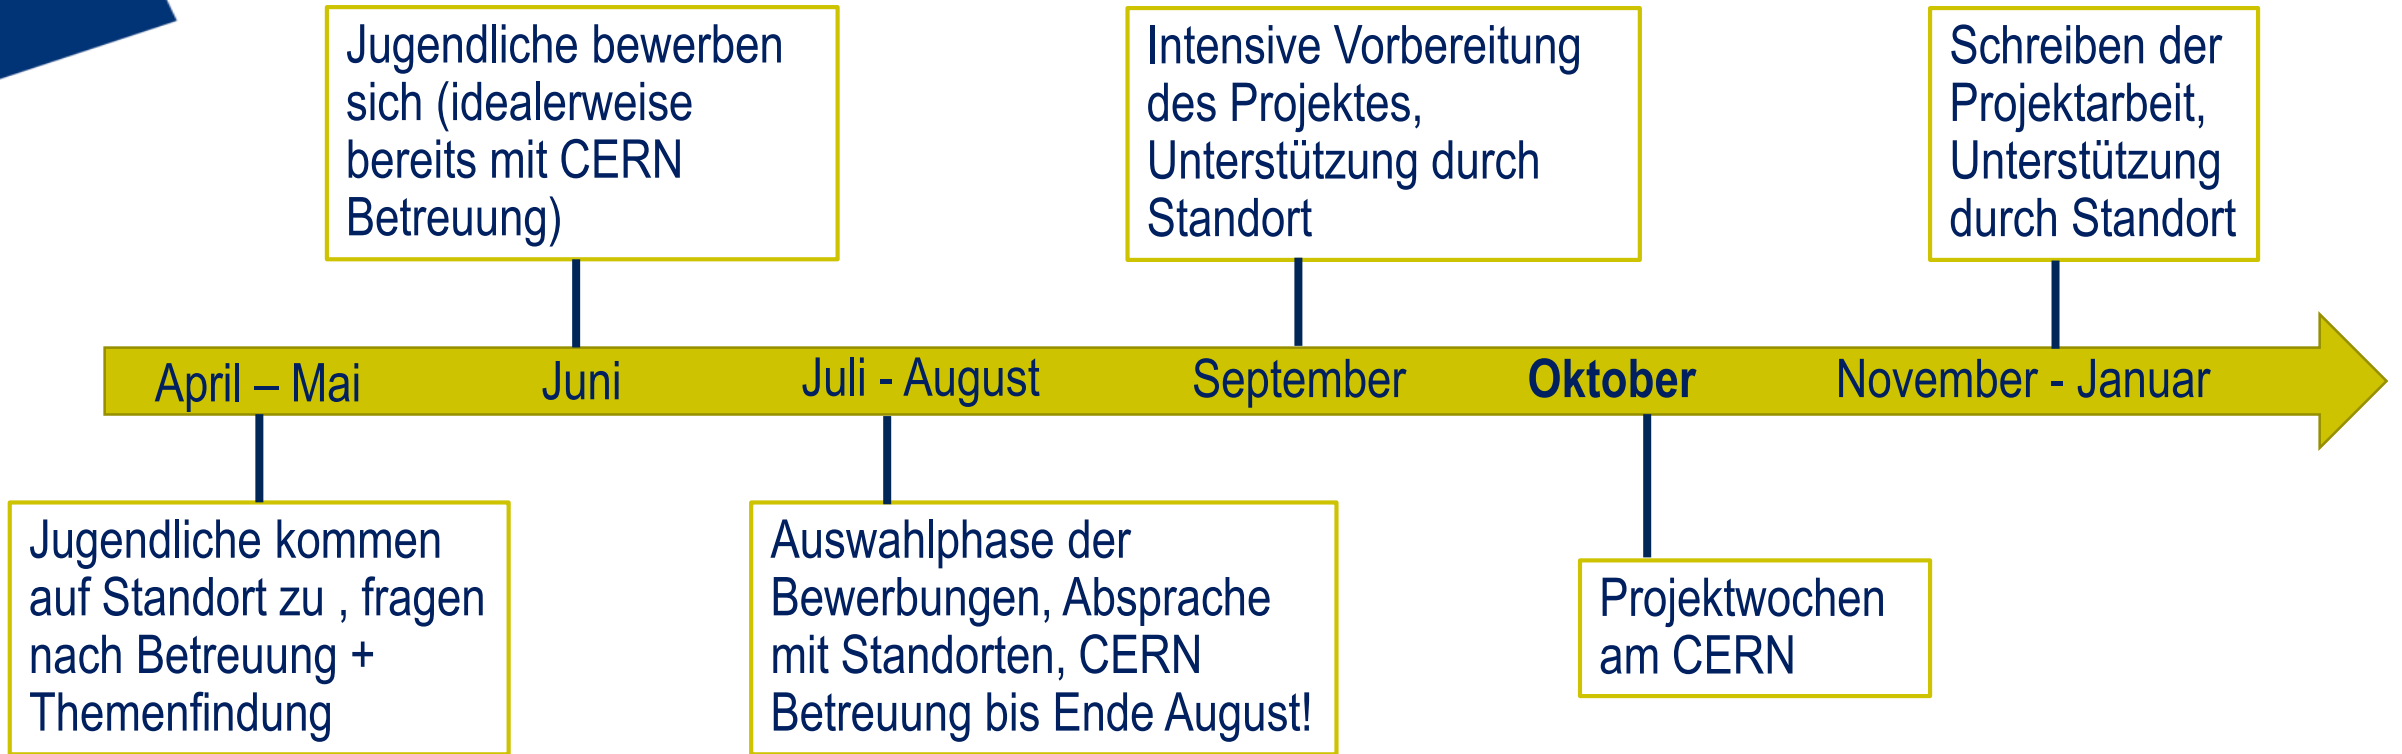 Jugendliche bewerben
sich (idealerweise
bereits mit CERN
Betreuung)
Intensive Vorbereitung
des Projektes,
Unterstützung durch
Standort
Schreiben der
Projektarbeit,
Unterstützung
durch Standort
April – Mai
Juni
Juli - August
September
Oktober
November - Januar
Jugendliche kommen
auf Standort zu , fragen
nach Betreuung +
Themenfindung
Auswahlphase der
Bewerbungen, Absprache
mit Standorten, CERN
Betreuung bis Ende August!
Projektwochen
am CERN